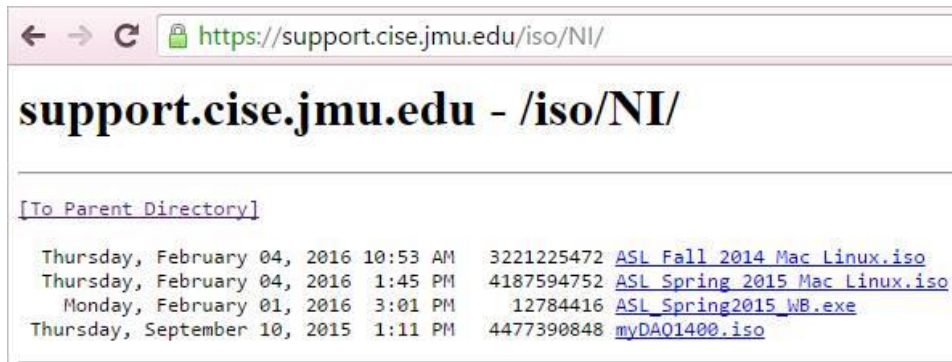 https://support.cise.jmu.edu/iso/NI/
support.cise.jmu.edu - /iso/NI/
[To Parent Directory]
Thursday, February 04, 2016 10:53 AM 3221225472 ASL Fall 2014 Mac Linux.iso
Thursday, February 04, 2016 1:45 PM 4187594752 ASL Spring 2015 Mac Linux.iso
Monday, February 01, 2016 3:01 PM 12784416 ASL_Spring2015_WB.exe
Thursday, September 10, 2015 1:11 PM 4477390848 myDAQ1400.iso